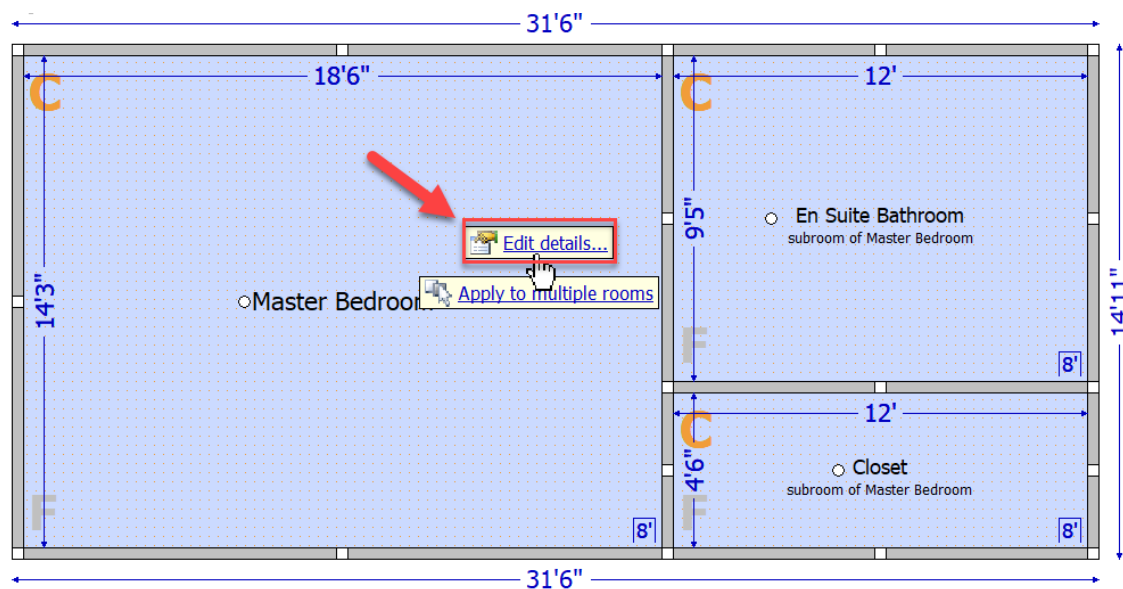 31'6"
C
18'6"
C
12'
9'5"
En Suite Bathroom
subroom of Master Bedroom
Edit details...
Apply to multiple rooms
14'3"
Master Bedroom
14'11"
F
8'
C
12'
4'6"
Closet
subroom of Master Bedroom
F
8'
F
8'
31'6"